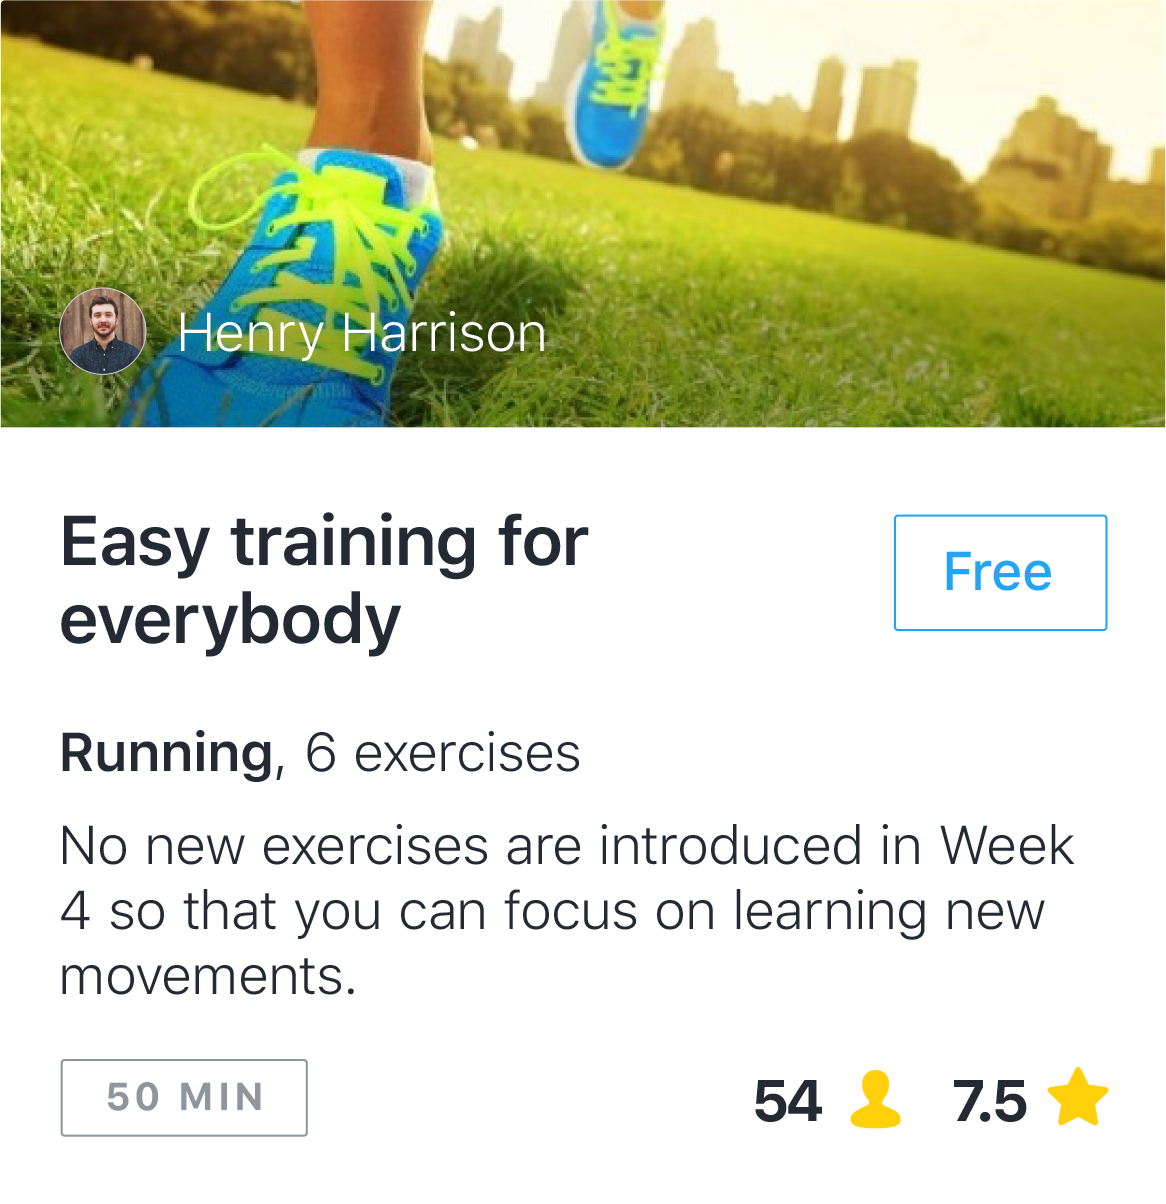 Henry Harrison
Easy training for
everybody
Free
Running, 6 exercises
No new exercises are introduced in Week
4 so that you can focus on learning new
movements.
50 MIN
54
7.5